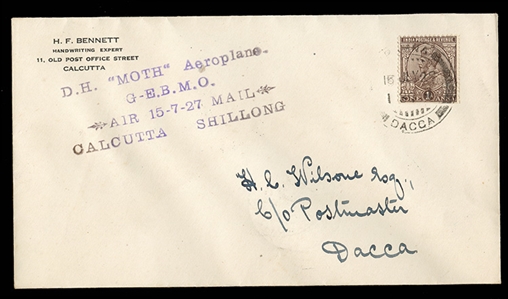 H. F. BENNETT
HANDWRITING EXPERT
11, OLD POST OFFICE STREET
CALCUTTA
D.H. "MOTH" Aeroplane.
G-E.B.M.O.
AIR 15-7-27 MAIL
CALCUTTA SHILLONG
INDIA POSTAGE & REVENUE
DACCA
H. C. Wilsone Esq.,
C/o Postmaster
Dacca